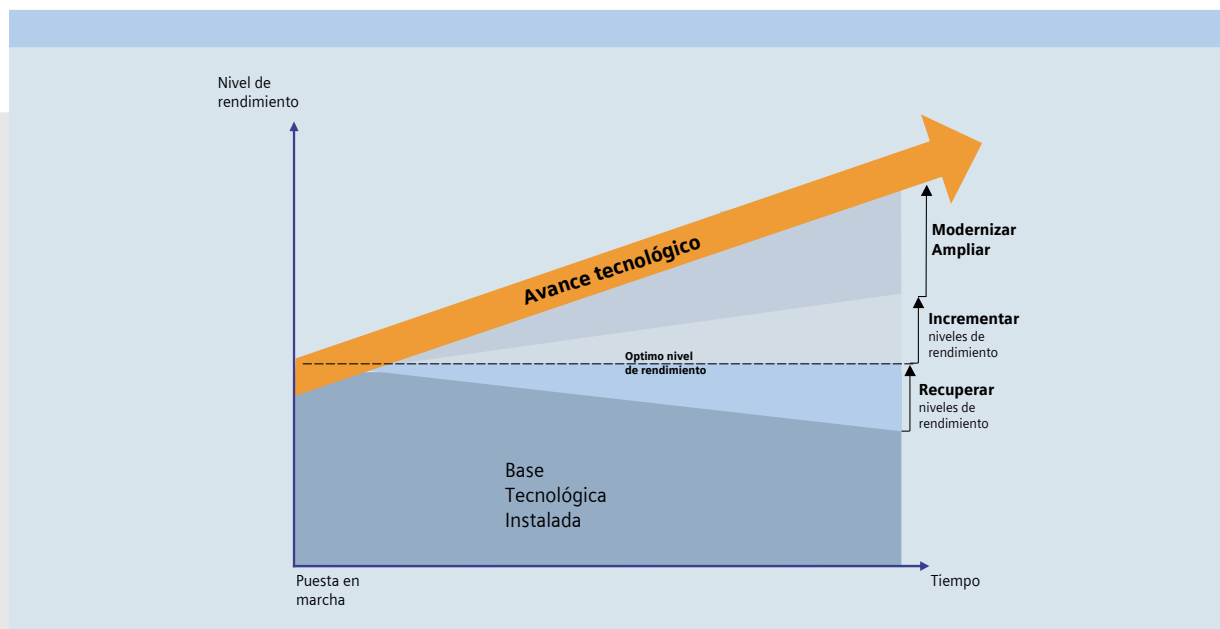 Nivel de
rendimiento
Avance tecnológico
Modernizar
Ampliar
Incrementar
niveles de
rendimiento
Optimo nivel
de rendimiento
Recuperar
niveles de
rendimiento
Base
Tecnológica
Instalada
Puesta en
marcha
Tiempo